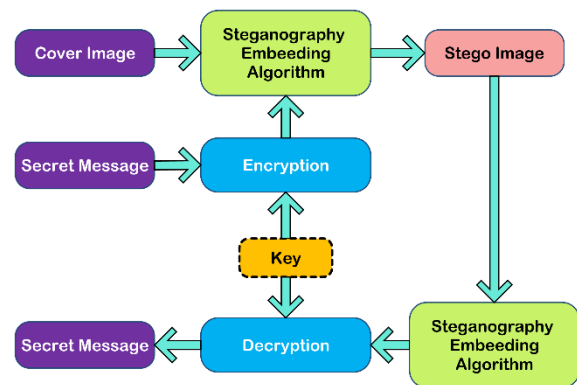 Cover Image
Steganography
Embeeding
Algorithm
Stego Image
Secret Message
Encryption
Key
Secret Message
Decryption
Steganography
Embeeding
Algorithm